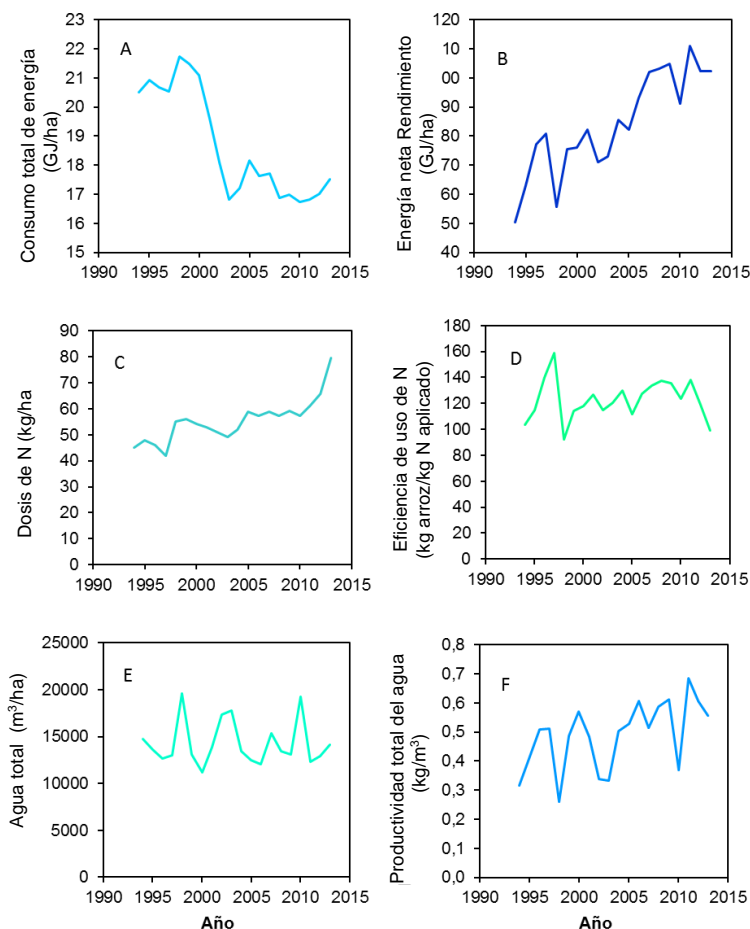 A
Consumo total de energía
(GJ/ha)
23
22
21
20
19
18
17
16
15
1990 1995 2000 2005 2010 2015
B
Energía neta Rendimiento
(GJ/ha)
120
110
00
90
80
70
60
50
40
1990 1995 2000 2005 2010 2015
C
Dosis de N (kg/ha
90
80
70
60
50
40
30
20
10
0
1990 1995 2000 2005 2010 2015
D
Eficiencia de uso de N
(kg arroz/kg N aplicado)
180
160
140
120
100
80
60
40
20
0
1990 1995 2000 2005 2010 2015
E
Agua total (m³/ha)
25000
20000
15000
10000
5000
0
1990 1995 2000 2005 2010 2015
Año
F
Productividad total del agua
(kg/m³)
0,8
0,7
0,6
0,5
0,4
0,3
0,2
0,1
0,0
1990 1995 2000 2005 2010 2015
Año